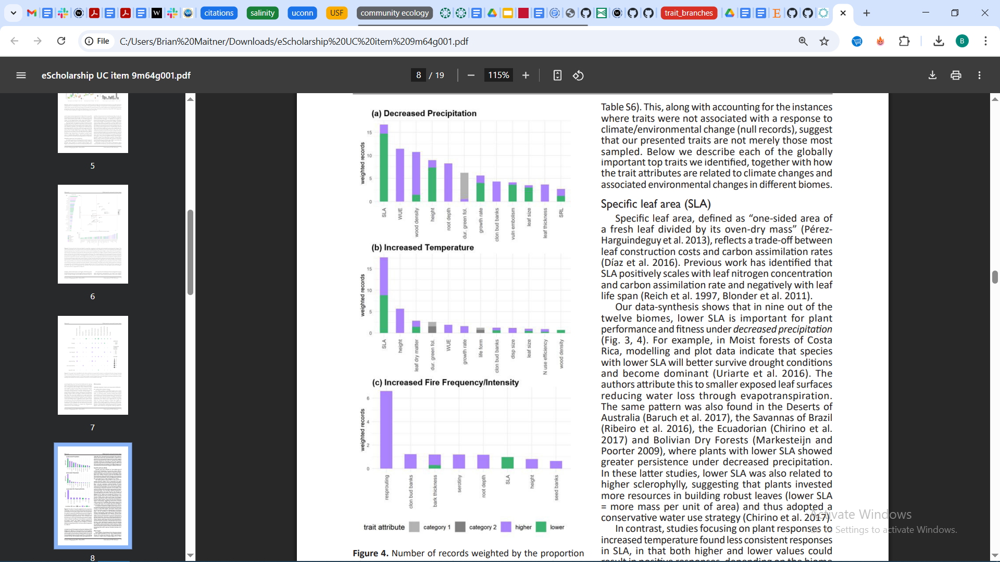 citations
salinity
uconn
USF
community ecology
trait_branches
File
C:/Users/Brian%20Maitner/Downloads/eScholarship%20UC%20item%209m64g001.pdf
B
eScholarship UC item 9m64g001.pdf
8 / 19
115%
5
6
7
8
(a) Decreased Precipitation
weighted records
15
10
5
0
SLA
WUE
wood density
height
root depth
dur. green fol.
growth rate
clon bud banks
vuln embolism
leaf size
leaf thickness
SRL
(b) Increased Temperature
weighted records
15
10
5
0
SLA
height
leaf dry matter
dur. green fol.
WUE
growth rate
life form
clon bud banks
disp size
leaf size
N use efficiency
wood density
(c) Increased Fire Frequency/Intensity
weighted records
6
4
2
0
resprouting
clon bud banks
bark thickness
serotiny
root depth
SLA
height
seed banks
trait attribute category 1 category 2 higher lower
Figure 4. Number of records weighted by the proportion
Table S6). This, along with accounting for the instances
where traits were not associated with a response to
climate/environmental change (null records), suggest
that our presented traits are not merely those most
sampled. Below we describe each of the globally
important top traits we identified, together with how
the trait attributes are related to climate changes and
associated environmental changes in different biomes.
Specific leaf area (SLA)
Specific leaf area, defined as “one-sided area of
a fresh leaf divided by its oven-dry mass” (Pérez-
Harguindeguy et al. 2013), reflects a trade-off between
leaf construction costs and carbon assimilation rates
(Díaz et al. 2016). Previous work has identified that
SLA positively scales with leaf nitrogen concentration
and carbon assimilation rate and negatively with leaf
life span (Reich et al. 1997, Blonder et al. 2011).
Our data-synthesis shows that in nine out of the
twelve biomes, lower SLA is important for plant
performance and fitness under decreased precipitation
(Fig. 3, 4). For example, in Moist forests of Costa
Rica, modelling and plot data indicate that species
with lower SLA will better survive drought conditions
and become dominant (Uriarte et al. 2016). The
authors attribute this to smaller exposed leaf surfaces
reducing water loss through evapotranspiration.
The same pattern was also found in the Deserts of
Australia (Baruch et al. 2017), the Savannas of Brazil
(Ribeiro et al. 2016), the Ecuadorian (Chirino et al.
2017) and Bolivian Dry Forests (Markesteijn and
Poorter 2009), where plants with lower SLA showed
greater persistence under decreased precipitation.
In these latter studies, lower SLA was also related to
higher sclerophylly, suggesting that plants invested
more resources in building robust leaves (lower SLA
= more mass per unit of area) and thus adopted a
conservative water use strategy (Chirino et al. 2017).
In contrast, studies focusing on plant responses to
increased temperature found less consistent responses
in SLA, in that both higher and lower values could
result in positive responses, depending on the biome
Activate Windows
Go to Settings to activate Windows.